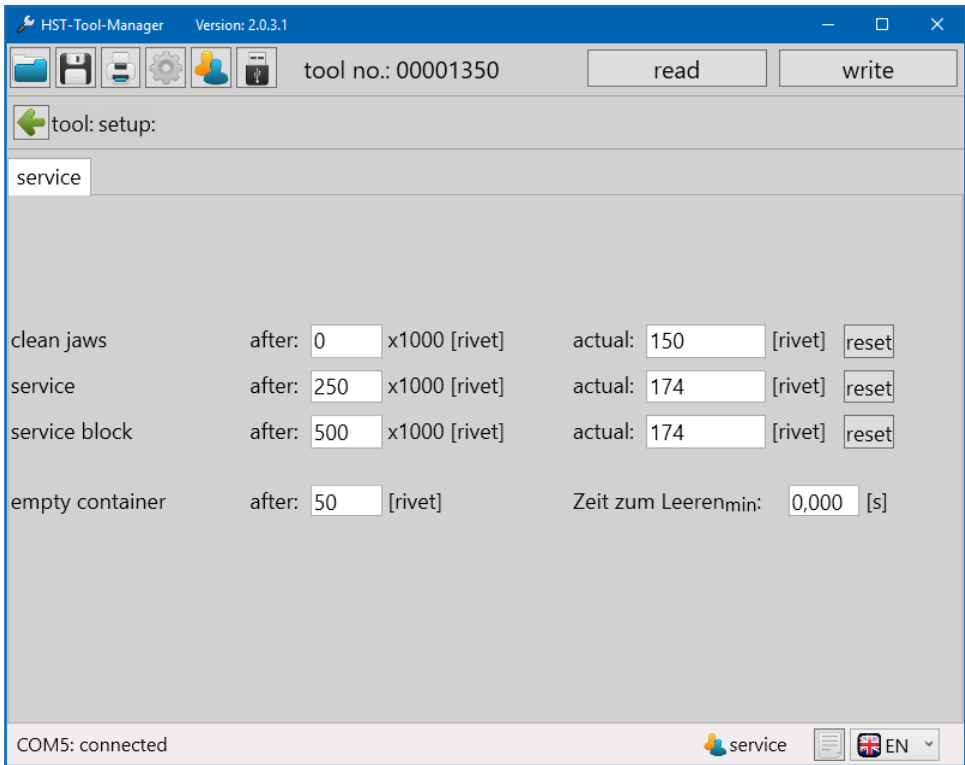 HST-Tool-Manager Version: 2.0.3.1
tool no.: 00001350 read write
tool: setup:
service
clean jaws after: 0 x1000 [rivet] actual: 150 [rivet] reset
service after: 250 x1000 [rivet] actual: 174 [rivet] reset
service block after: 500 x1000 [rivet] actual: 174 [rivet] reset
empty container after: 50 [rivet] Zeit zum Leerenmin: 0,000 [s]
COM5: connected service EN